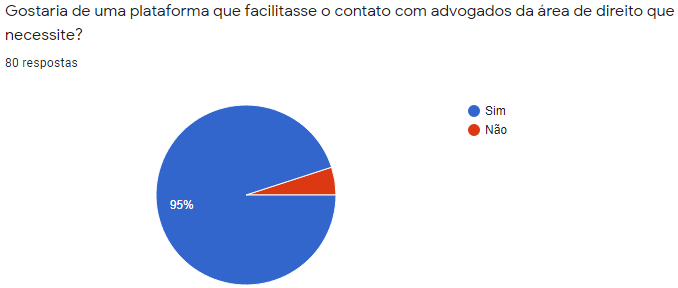 Gostaria de uma plataforma que facilitasse o contato com advogados da área de direito que
necessite?
80 respostas
Sim
Não
95%